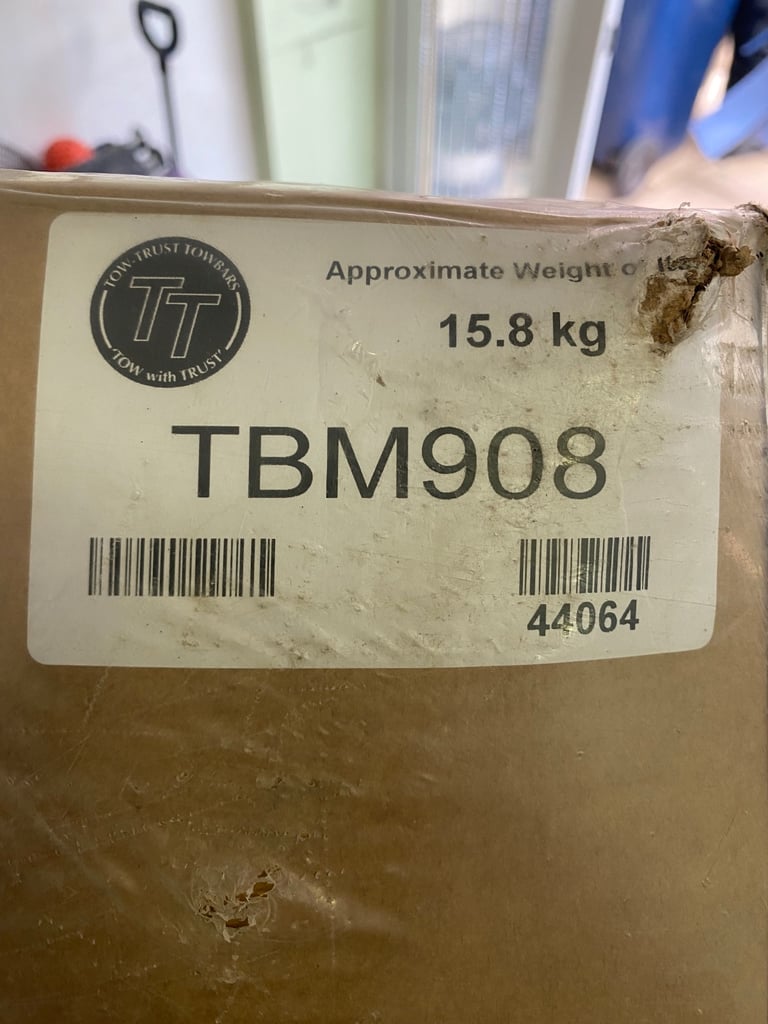 TOW-TRUST TOWBARS
TT
'TOW with TRUST'
Approximate Weight
15.8 kg
TBM908
44064